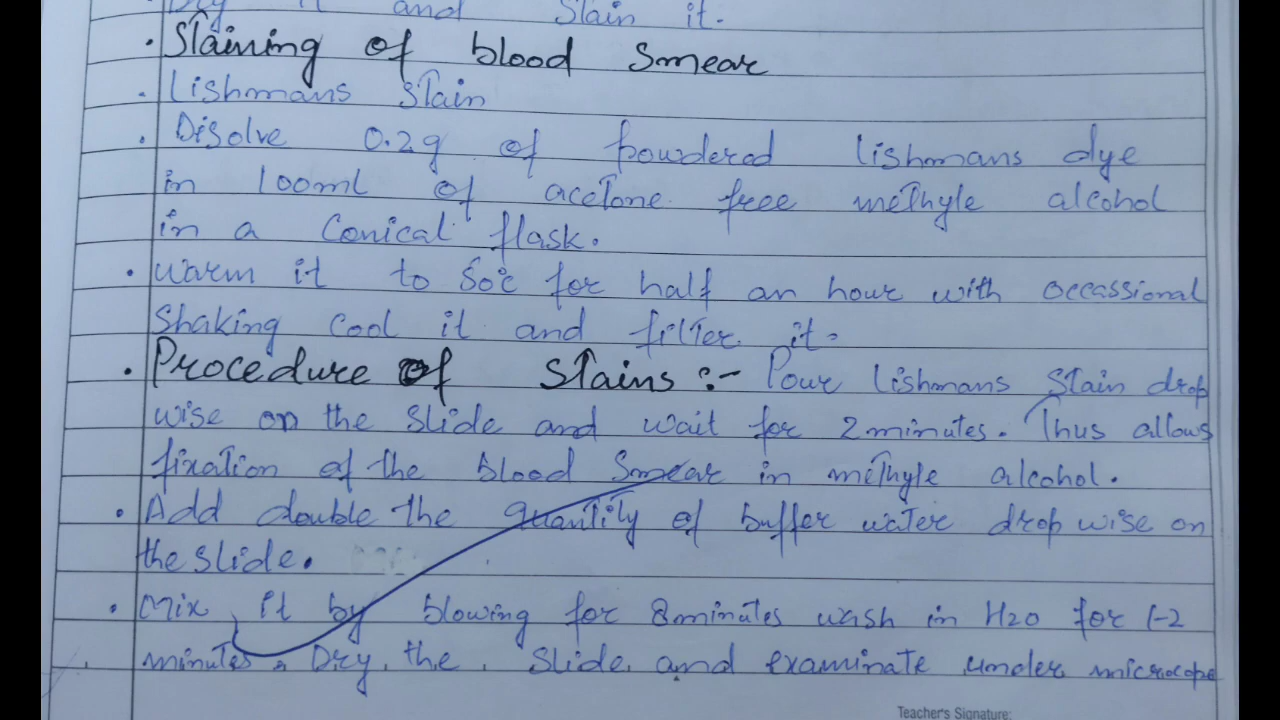 Dry it and Stain it.
• Staining of blood Smear
• Lishmans Stain
• Disolve 0.2g of powdered lishmans dye
in 100ml of acetone free methyle alcohol
in a Conical flask.
• Warm it to 50°c for half an hour with occassional
Shaking Cool it and filter it.
• Procedure of Stains :- Pour lishmans Stain drop
wise on the slide and wait for 2 minutes. Thus allows
fixation of the blood Smear in methyle alcohol.
• Add double the quantity of buffer water drop wise on
the slide.
• Mix it by blowing for 8 minutes wash in H2O for 1-2
minutes. Dry the slide and examinate under microcope
Teacher's Signature: